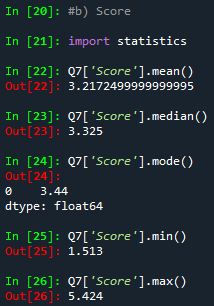 In [20]: #b) Score
In [21]: import statistics
In [22]: Q7['Score'].mean()
Out[22]: 3.2172499999999995
In [23]: Q7['Score'].median()
Out[23]: 3.325
In [24]: Q7['Score'].mode()
Out[24]:
0    3.44
dtype: float64
In [25]: Q7['Score'].min()
Out[25]: 1.513
In [26]: Q7['Score'].max()
Out[26]: 5.424